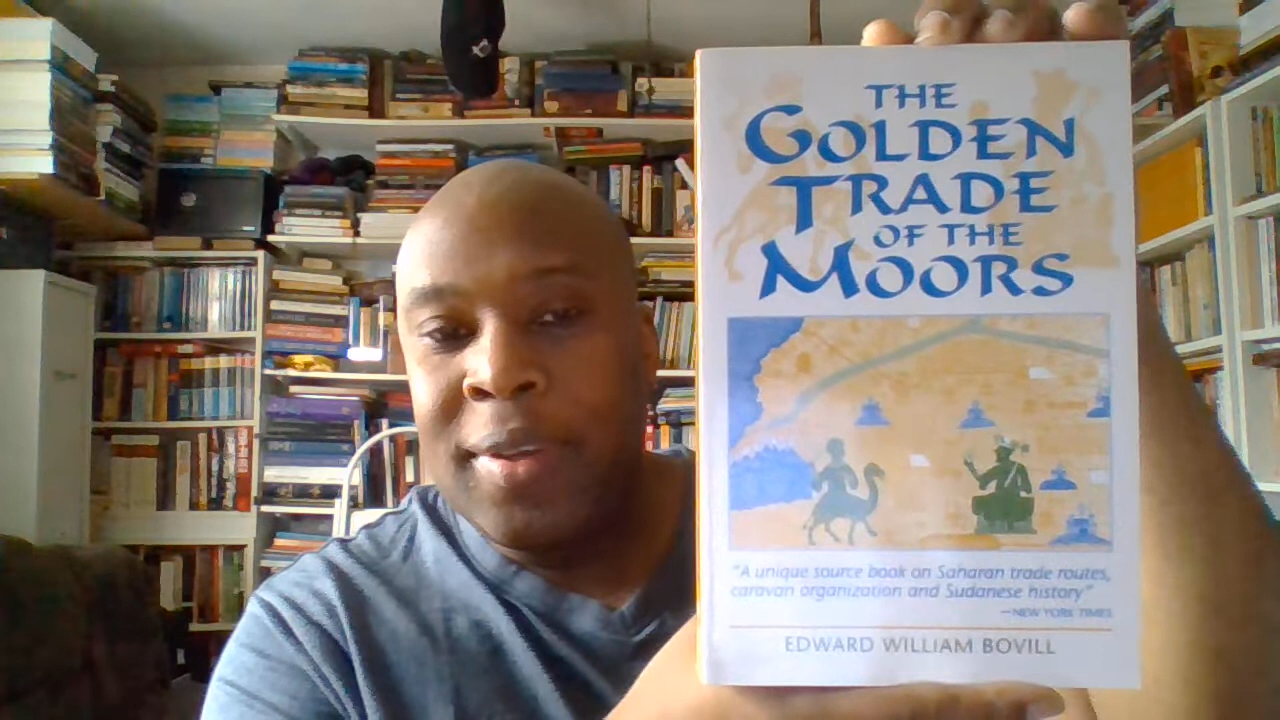 THE
GOLDEN
TRADE
OF THE
MOORS
"A unique source book on Saharan trade routes,
caravan organization and Sudanese history"
—NEW YORK TIMES
EDWARD WILLIAM BOVILL